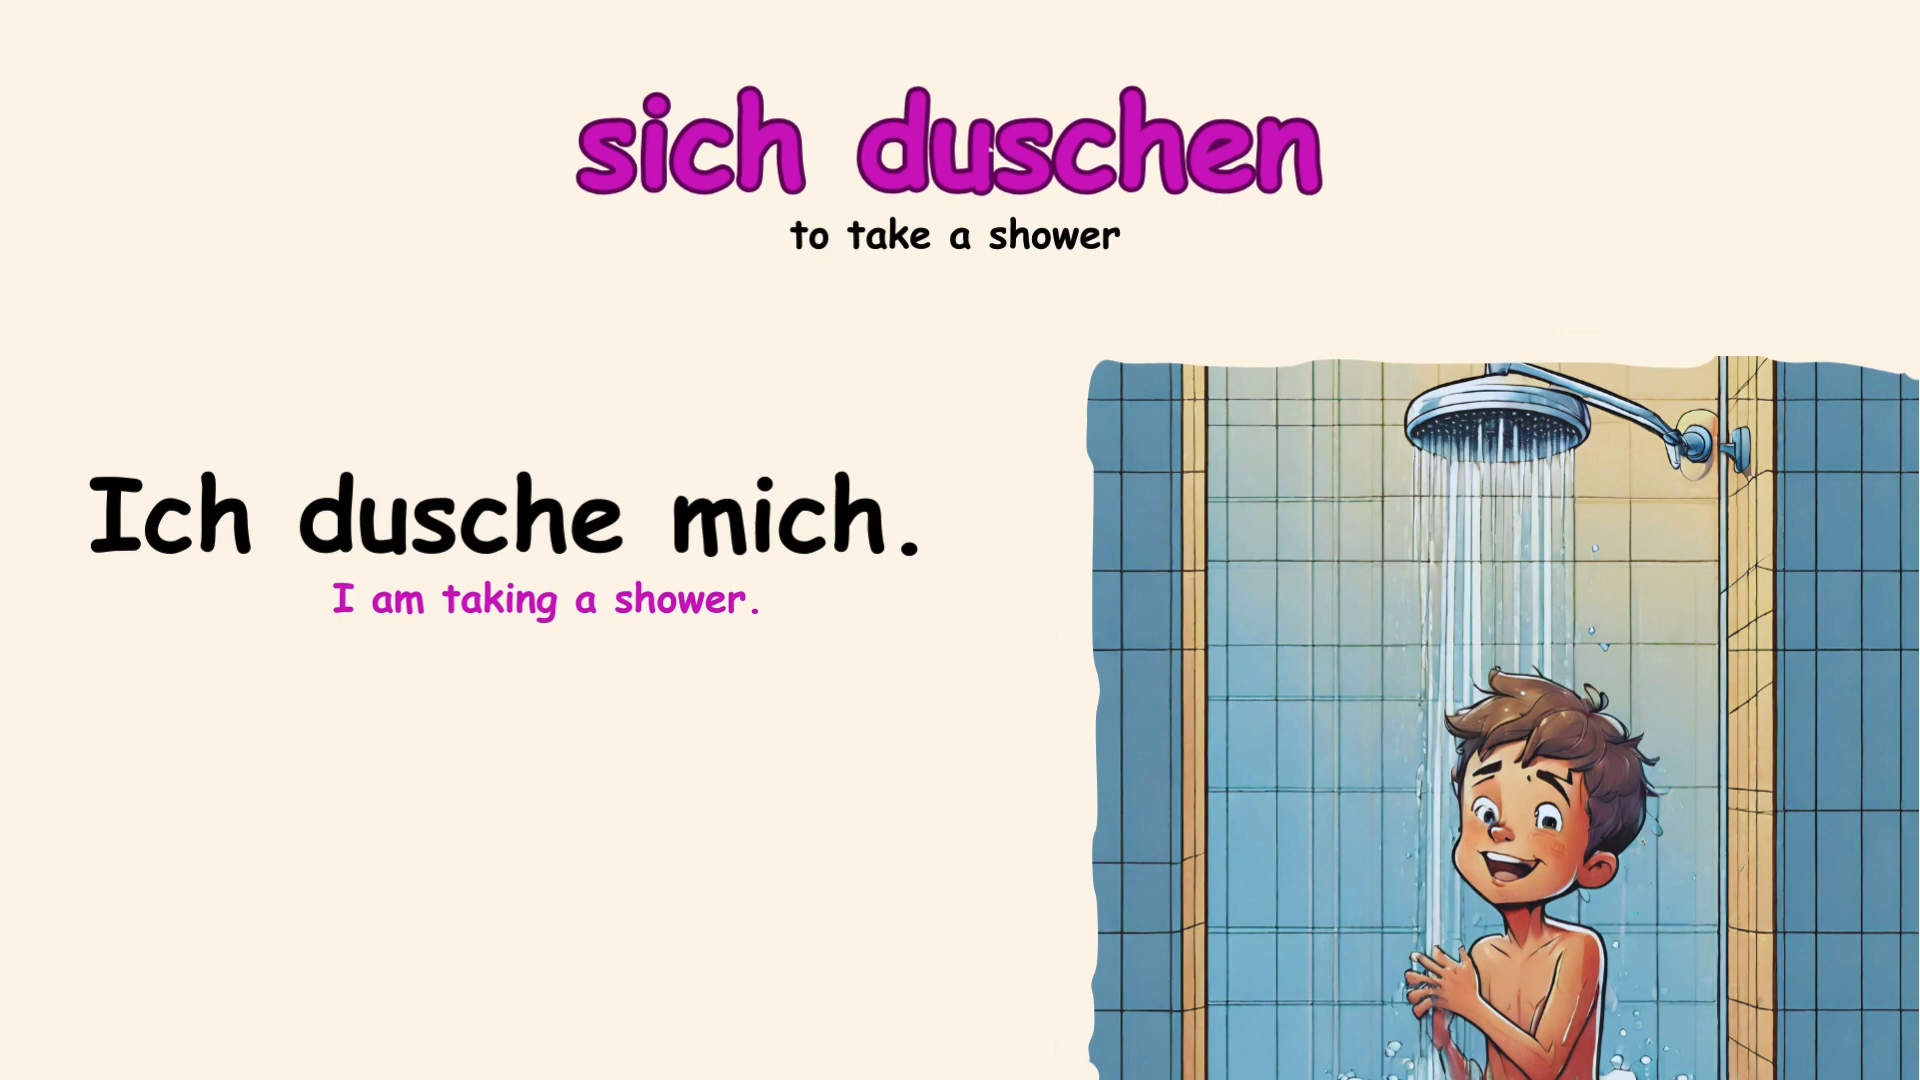 sich duschen
to take a shower
Ich dusche mich.
I am taking a shower.